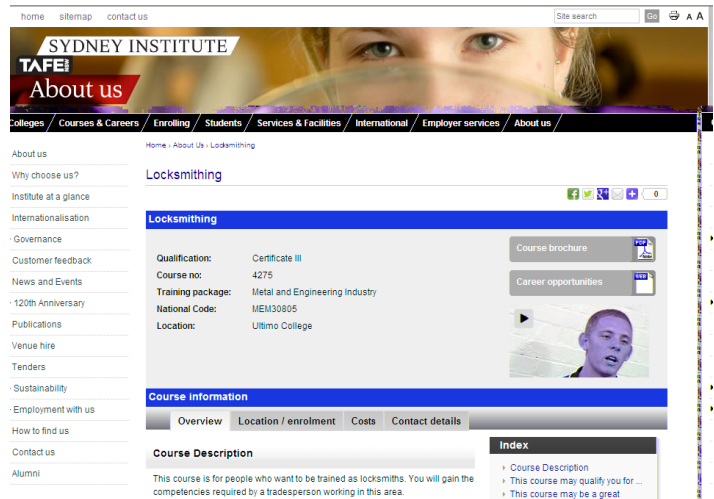 home sitemap contact us
Site search Go A A
SYDNEY INSTITUTE
TAFE NSW
About us
Colleges / Courses & Careers / Enrolling / Students / Services & Facilities / International / Employer services / About us /
Home › About Us › Locksmithing
About us
Why choose us?
Institute at a glance
Internationalisation
Governance
Customer feedback
News and Events
120th Anniversary
Publications
Venue hire
Tenders
Sustainability
Employment with us
How to find us
Contact us
Alumni
Locksmithing
0
Locksmithing
Qualification: Certificate III
Course no: 4275
Training package: Metal and Engineering Industry
National Code: MEM30805
Location: Ultimo College
Course brochure PDF
Career opportunities WEB
Course information
Overview Location / enrolment Costs Contact details
Course Description
This course is for people who want to be trained as locksmiths. You will gain the
competencies required by a tradesperson working in this area.
Index
Course Description
This course may qualify you for ...
This course may be a great